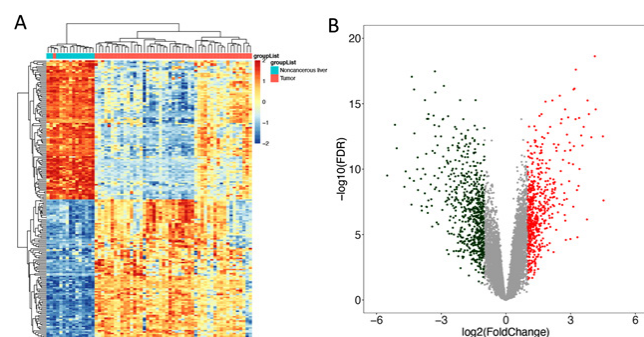 A
groupList
2
1
0
−1
−2
groupList
Noncancerous liver
Tumor
B
20
15
10
5
0
−log10(FDR)
−6
−3
0
3
6
log2(FoldChange)